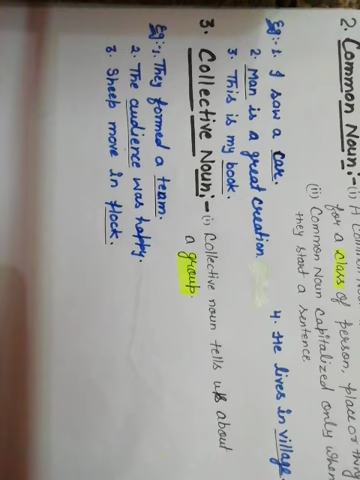 2. Common Noun:- (i)
for a class of person, place or thing
(ii) Common Noun capitalized only when
they start a sentence
Eg:- 1. I saw a car.
2. Man is a great creation.
3. This is my book.
4. He lives in village.
3. Collective Noun:- (i) Collective noun tells us about
a group.
Eg:- 1. They formed a team.
2. The audience was happy.
3. Sheep move in flock.